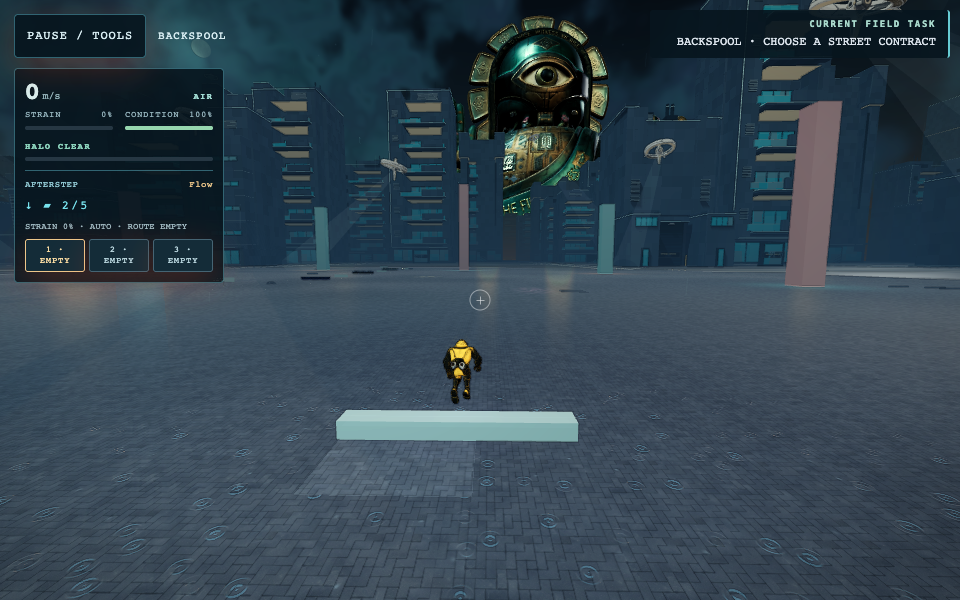 PAUSE / TOOLS
BACKSPOOL
CURRENT FIELD TASK
BACKSPOOL · CHOOSE A STREET CONTRACT
0 m/s
AIR
STRAIN 0%
CONDITION 100%
HALO CLEAR
AFTERSTEP
Flow
↓ ▰ 2/5
STRAIN 0% · AUTO · ROUTE EMPTY
1 · EMPTY
2 · EMPTY
3 · EMPTY